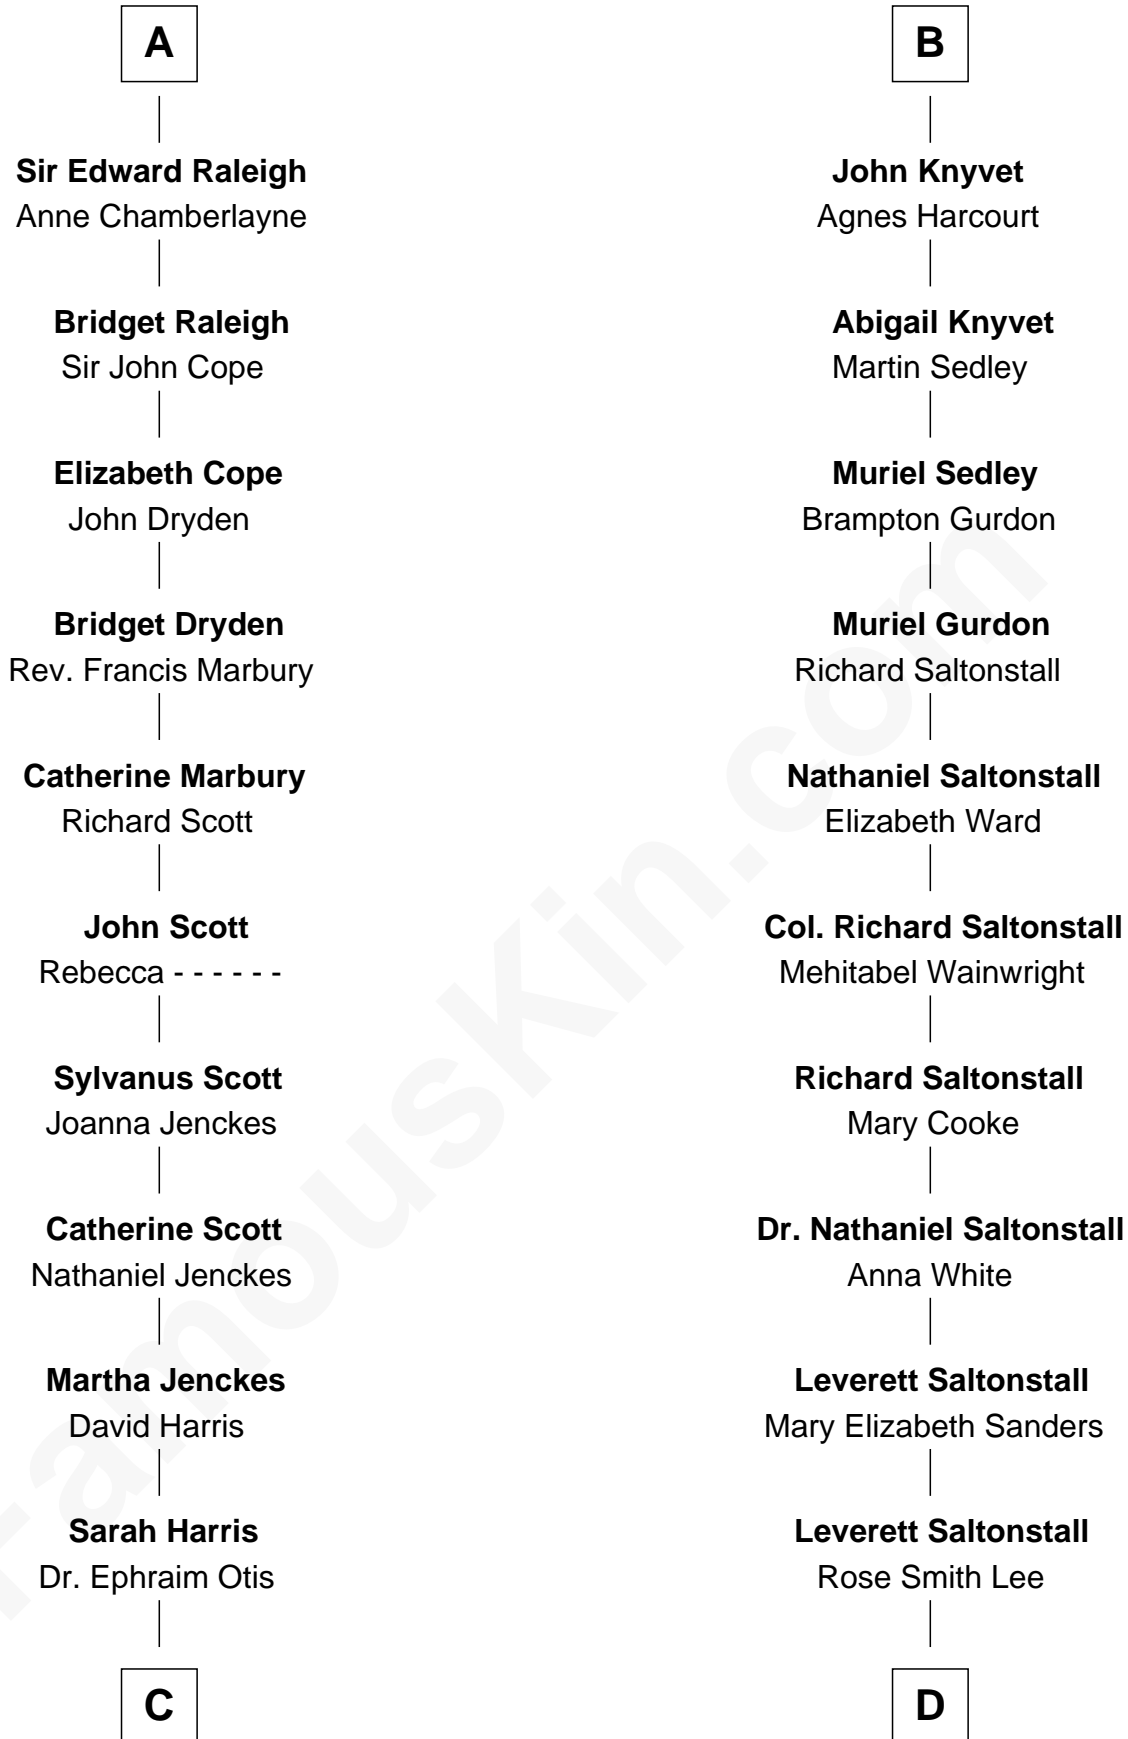 A
Sir Edward Raleigh
Anne Chamberlayne
Bridget Raleigh
Sir John Cope
Elizabeth Cope
John Dryden
Bridget Dryden
Rev. Francis Marbury
Catherine Marbury
Richard Scott
John Scott
Rebecca - - - - - -
Sylvanus Scott
Joanna Jenckes
Catherine Scott
Nathaniel Jenckes
Martha Jenckes
David Harris
Sarah Harris
Dr. Ephraim Otis
C
B
John Knyvet
Agnes Harcourt
Abigail Knyvet
Martin Sedley
Muriel Sedley
Brampton Gurdon
Muriel Gurdon
Richard Saltonstall
Nathaniel Saltonstall
Elizabeth Ward
Col. Richard Saltonstall
Mehitabel Wainwright
Richard Saltonstall
Mary Cooke
Dr. Nathaniel Saltonstall
Anna White
Leverett Saltonstall
Mary Elizabeth Sanders
Leverett Saltonstall
Rose Smith Lee
D
FamousKin.com